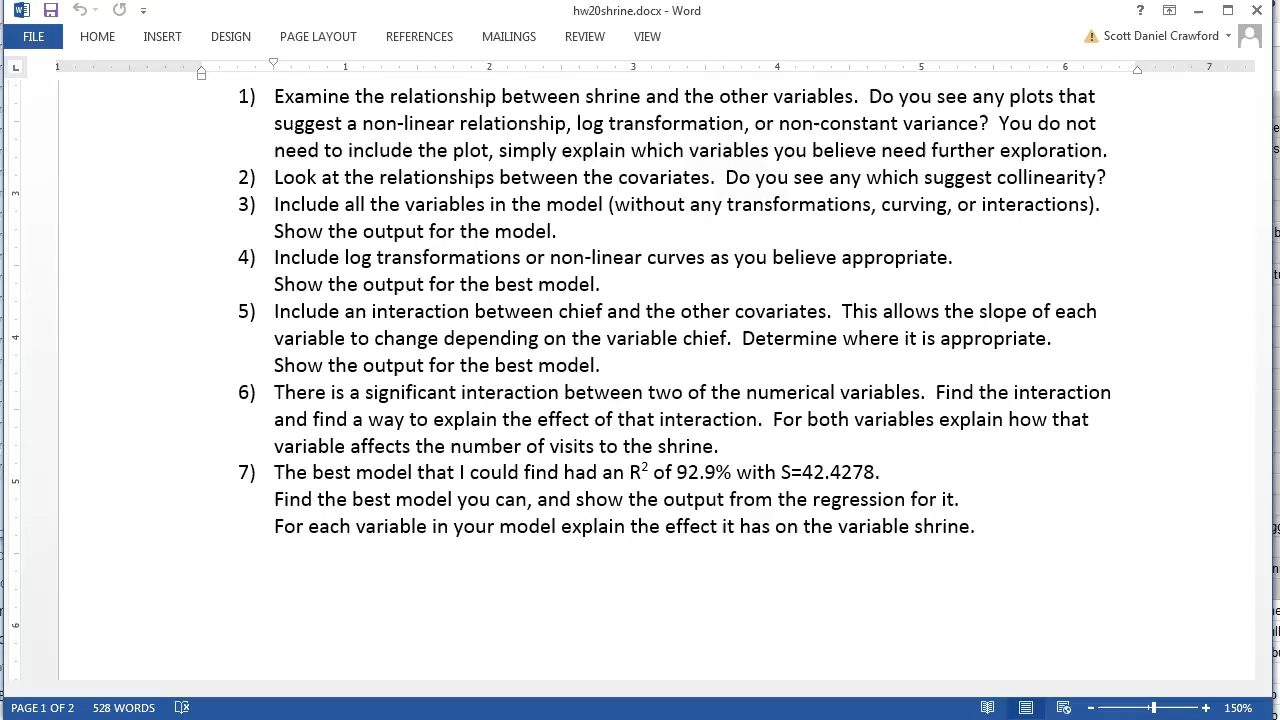 hw20shrine.docx - Word
?
FILE HOME INSERT DESIGN PAGE LAYOUT REFERENCES MAILINGS REVIEW VIEW Scott Daniel Crawford
L 1 1 2 3 4 5 6 7
1) Examine the relationship between shrine and the other variables. Do you see any plots that
suggest a non-linear relationship, log transformation, or non-constant variance? You do not
need to include the plot, simply explain which variables you believe need further exploration.
2) Look at the relationships between the covariates. Do you see any which suggest collinearity?
3
3) Include all the variables in the model (without any transformations, curving, or interactions).
Show the output for the model.
4) Include log transformations or non-linear curves as you believe appropriate.
Show the output for the best model.
5) Include an interaction between chief and the other covariates. This allows the slope of each
4
variable to change depending on the variable chief. Determine where it is appropriate.
Show the output for the best model.
6) There is a significant interaction between two of the numerical variables. Find the interaction
and find a way to explain the effect of that interaction. For both variables explain how that
variable affects the number of visits to the shrine.
7) The best model that I could find had an R2 of 92.9% with S=42.4278.
5
Find the best model you can, and show the output from the regression for it.
For each variable in your model explain the effect it has on the variable shrine.
6
PAGE 1 OF 2 528 WORDS 150%